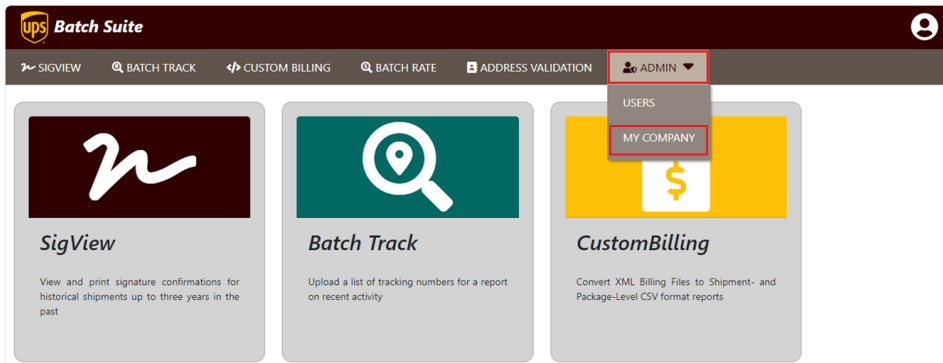 ups Batch Suite
SIGVIEW BATCH TRACK CUSTOM BILLING BATCH RATE ADDRESS VALIDATION ADMIN
USERS
MY COMPANY
$
SigView
View and print signature confirmations for
historical shipments up to three years in the
past
Batch Track
Upload a list of tracking numbers for a report
on recent activity
CustomBilling
Convert XML Billing Files to Shipment- and
Package-Level CSV format reports